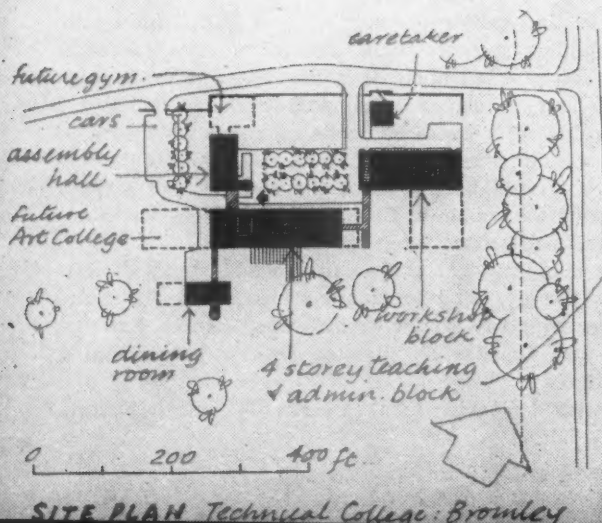 caretaker
future gym
cars
assembly
hall
future
Art College
workshop
block
dining
room
4 storey teaching
& admin. block
0 200 400 ft
SITE PLAN Technical College: Bromley